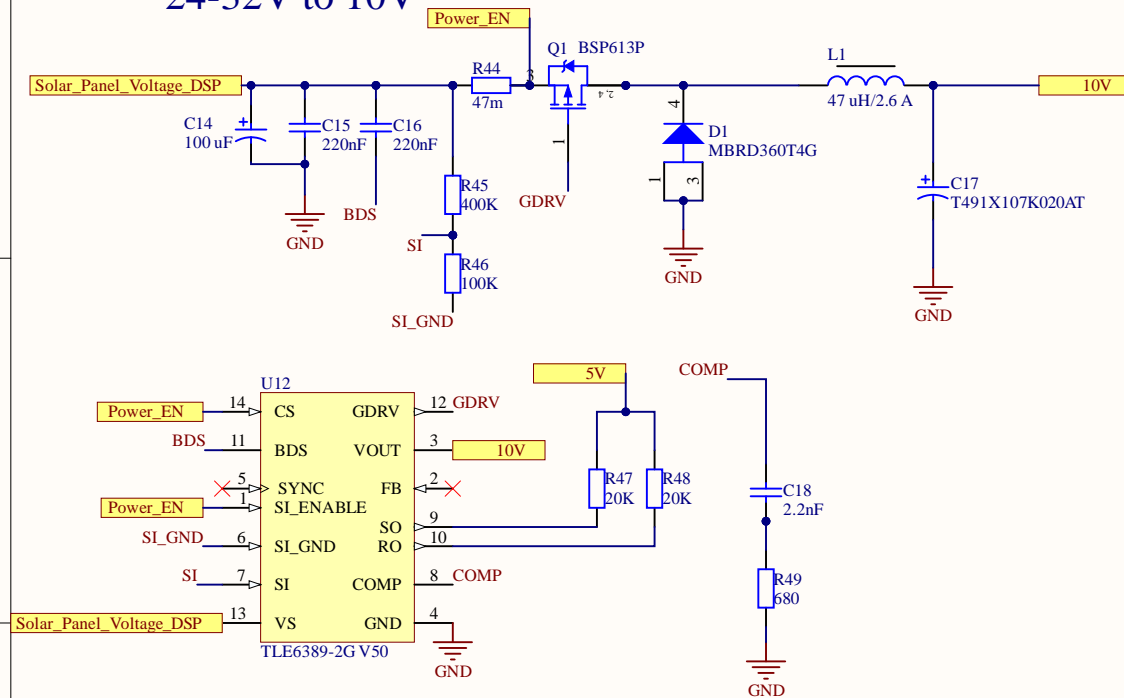 24-32V to 10V
Power_EN
Q1 BSP613P
R44
47m
3
2.4
1
GDRV
Solar_Panel_Voltage_DSP
C14
100 uF
C15
220nF
C16
220nF
BDS
GND
R45
400K
SI
R46
100K
SI_GND
4
D1
MBRD360T4G
1
3
GND
L1
47 uH/2.6 A
10V
C17
T491X107K020AT
GND
U12
Power_EN 14 CS GDRV 12 GDRV
BDS 11 BDS VOUT 3 10V
5 SYNC FB 2
Power_EN 1 SI_ENABLE
SO 9
SI_GND 6 SI_GND RO 10
SI 7 SI COMP 8 COMP
Solar_Panel_Voltage_DSP 13 VS GND 4
TLE6389-2G V50
GND
5V
R47
20K
R48
20K
COMP
C18
2.2nF
R49
680
GND